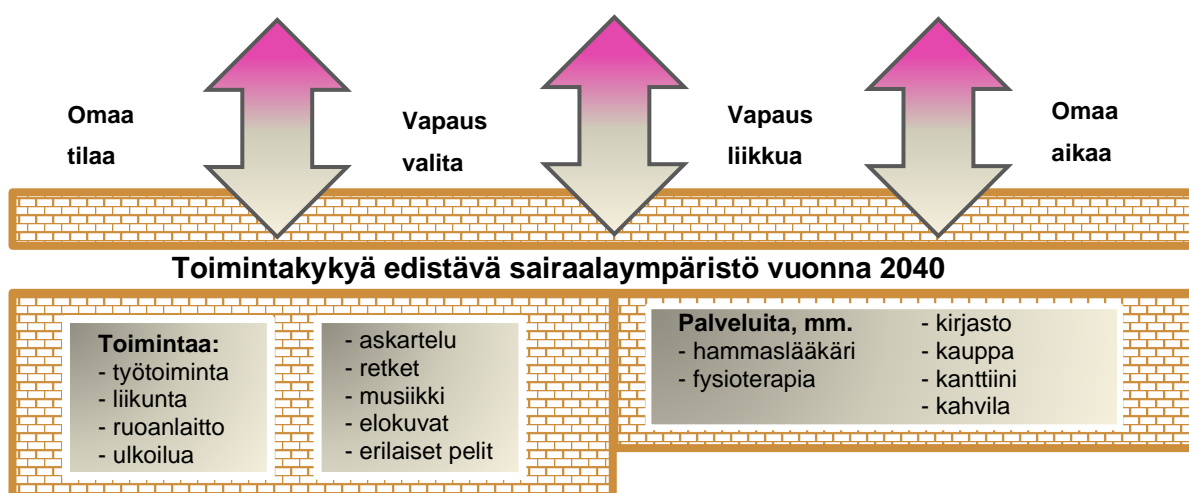 Omaa
tilaa
Vapaus
valita
Vapaus
liikkua
Omaa
aikaa
Toimintakykyä edistävä sairaalaympäristö vuonna 2040
Toimintaa:
- työtoiminta
- liikunta
- ruoanlaitto
- ulkoilua
- askartelu
- retket
- musiikki
- elokuvat
- erilaiset pelit
Palveluita, mm.
- hammaslääkäri
- fysioterapia
- kirjasto
- kauppa
- kanttiini
- kahvila